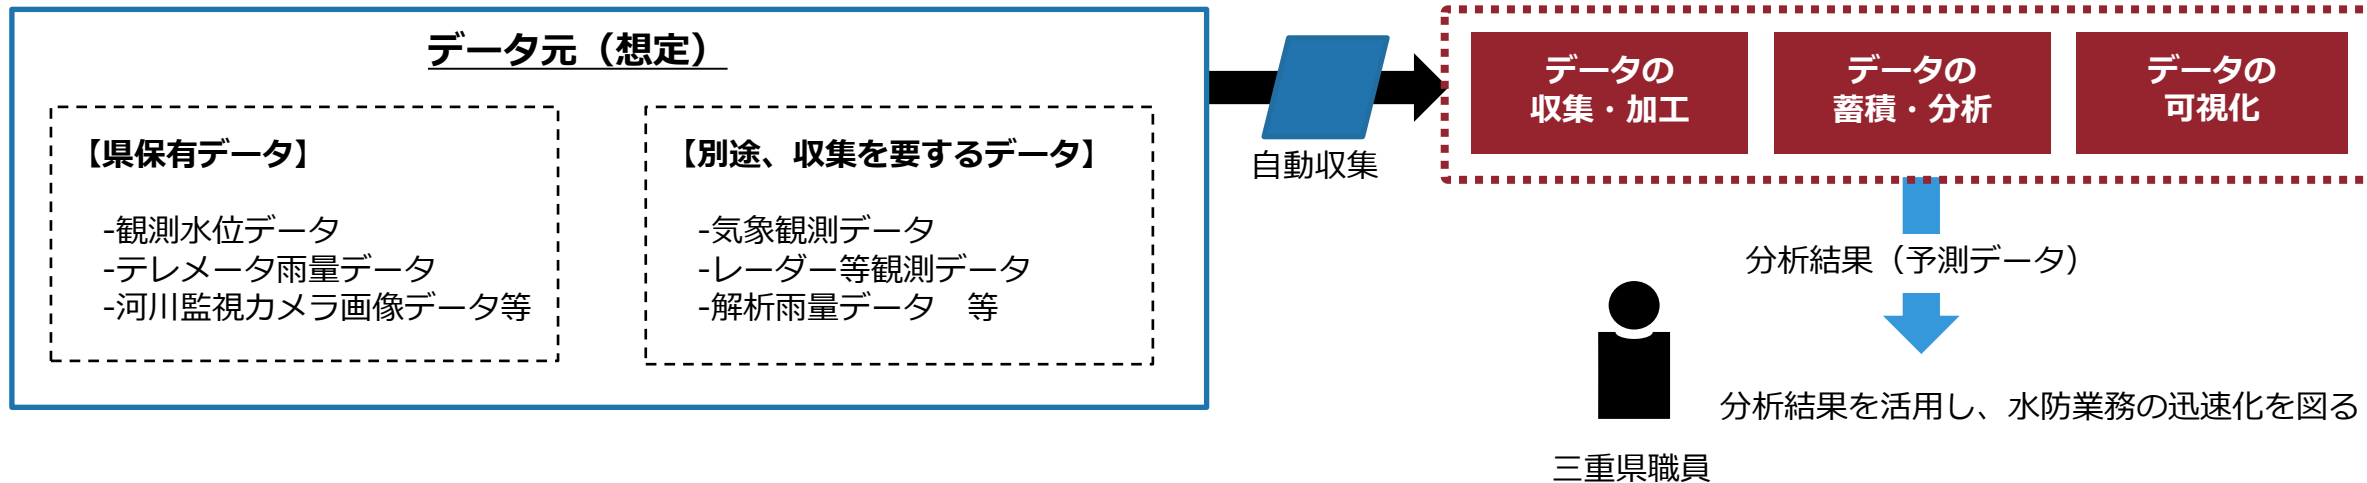 データ元（想定）
【県保有データ】
-観測水位データ
-テレメータ雨量データ
-河川監視カメラ画像データ等
【別途、収集を要するデータ】
-気象観測データ
-レーダー等観測データ
-解析雨量データ　等
自動収集
データの
収集・加工
データの
蓄積・分析
データの
可視化
分析結果（予測データ）
分析結果を活用し、水防業務の迅速化を図る
三重県職員